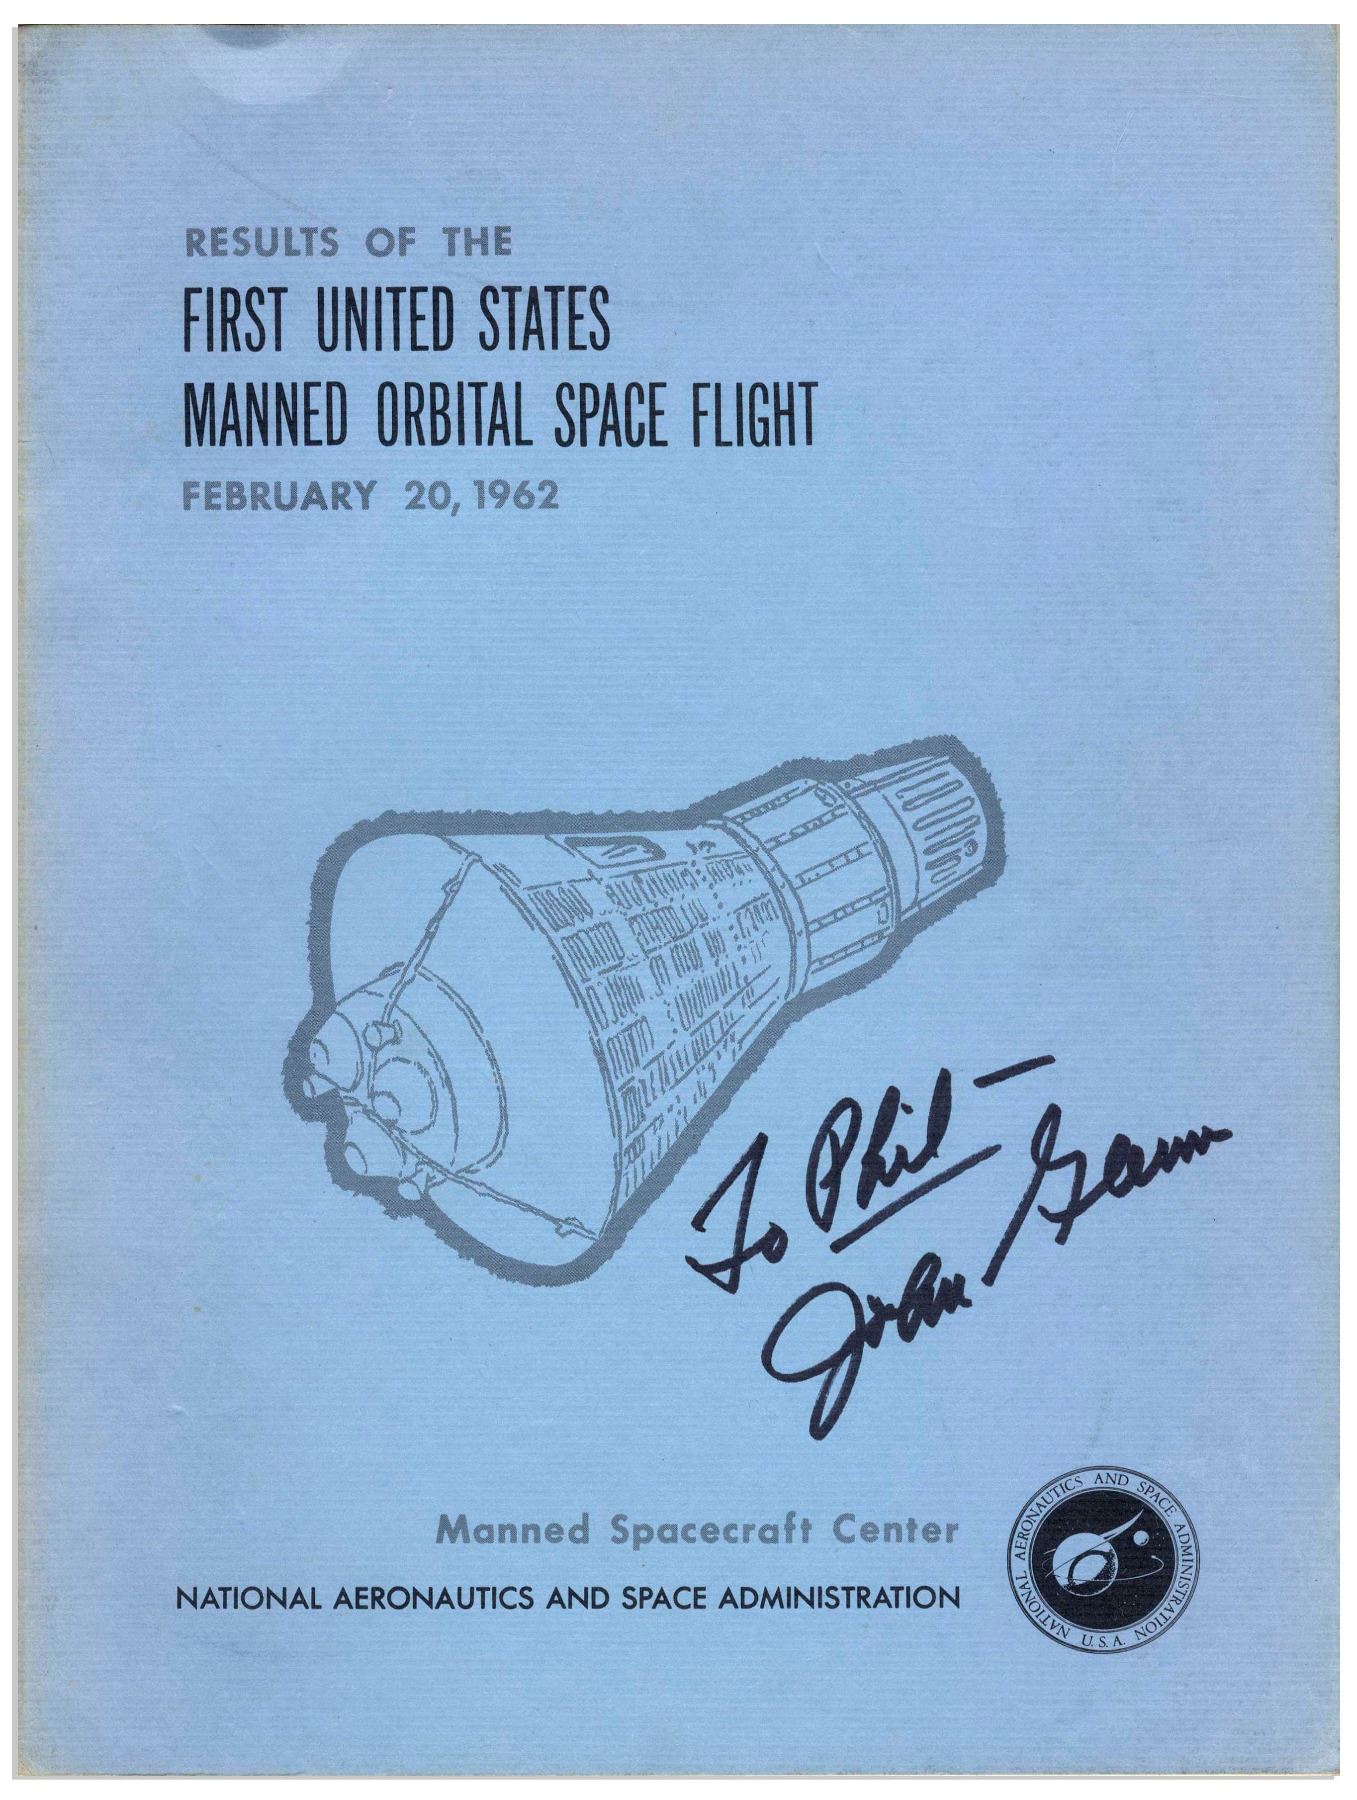 RESULTS OF THE
FIRST UNITED STATES
MANNED ORBITAL SPACE FLIGHT
FEBRUARY 20, 1962
To Phil —
John Glenn
Manned Spacecraft Center
NATIONAL AERONAUTICS AND SPACE ADMINISTRATION
NATIONAL AERONAUTICS AND SPACE ADMINISTRATION
U.S.A.